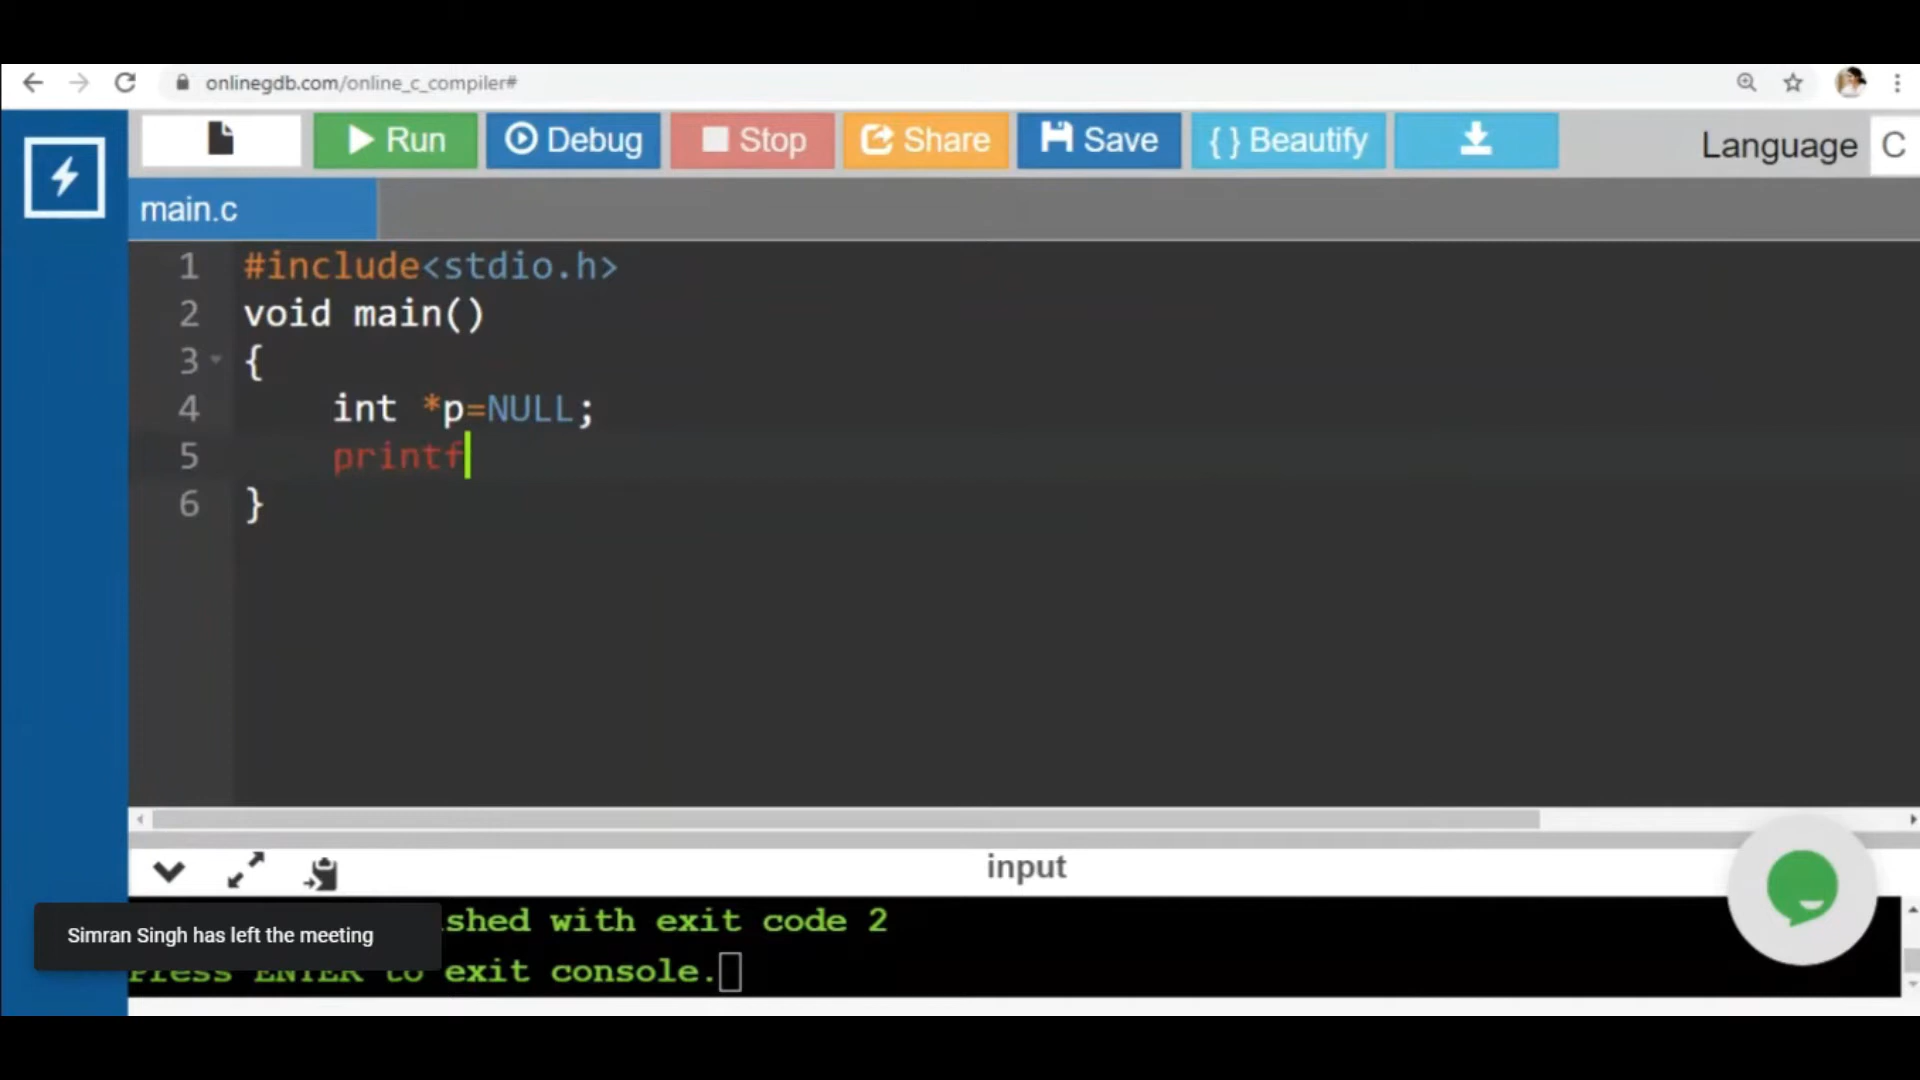 onlinegdb.com/online_c_compiler#
Run Debug Stop Share Save { } Beautify Language C
main.c
1 #include<stdio.h>
2 void main()
3 {
4 int *p=NULL;
5 printf
6 }
input
shed with exit code 2
Press ENTER to exit console.
Simran Singh has left the meeting